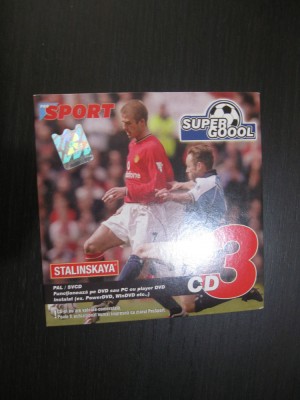 SPORT
SUPER
GOOOL
STALINSKAYA
CD 3
PAL / SVCD
Funcționează pe DVD sau PC cu player DVD
instalat (ex. PowerDVD, WinDVD etc..)